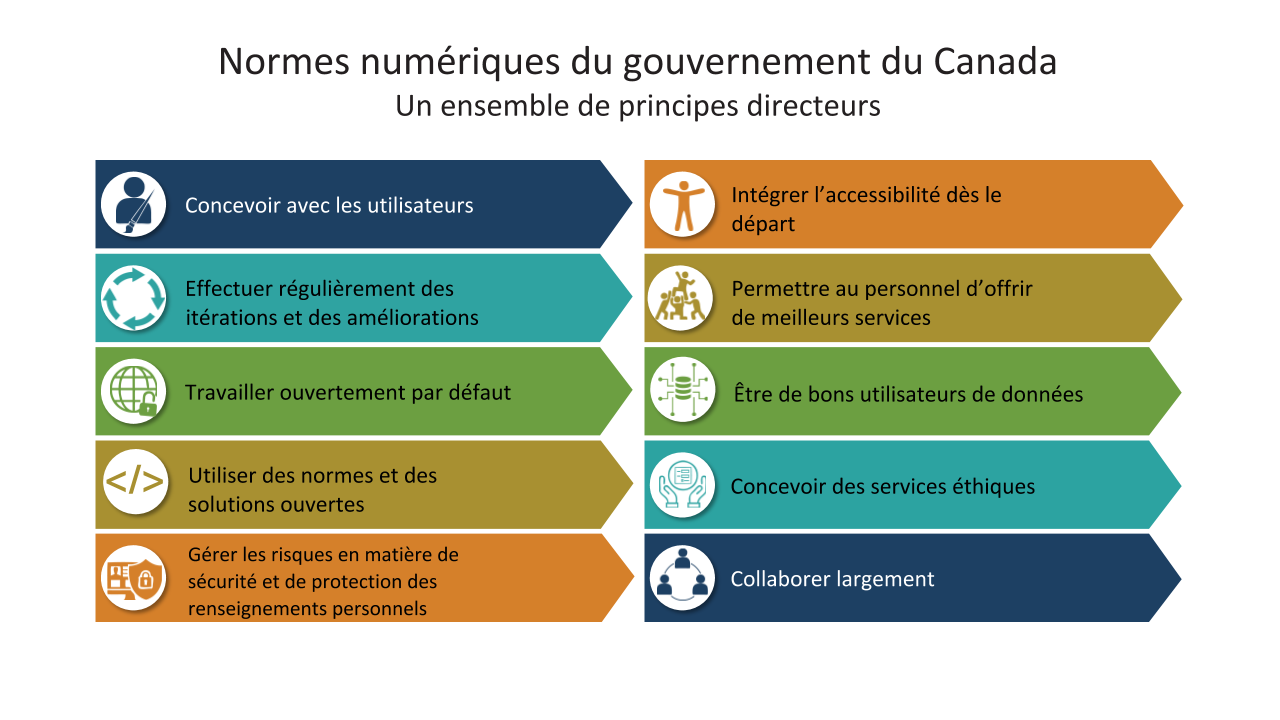 Normes numériques du gouvernement du Canada
Un ensemble de principes directeurs
Concevoir avec les utilisateurs
Effectuer régulièrement des
itérations et des améliorations
Travailler ouvertement par défaut
</>
Utiliser des normes et des
solutions ouvertes
Gérer les risques en matière de
sécurité et de protection des
renseignements personnels
Intégrer l’accessibilité dès le
départ
Permettre au personnel d’offrir
de meilleurs services
Être de bons utilisateurs de données
Concevoir des services éthiques
Collaborer largement